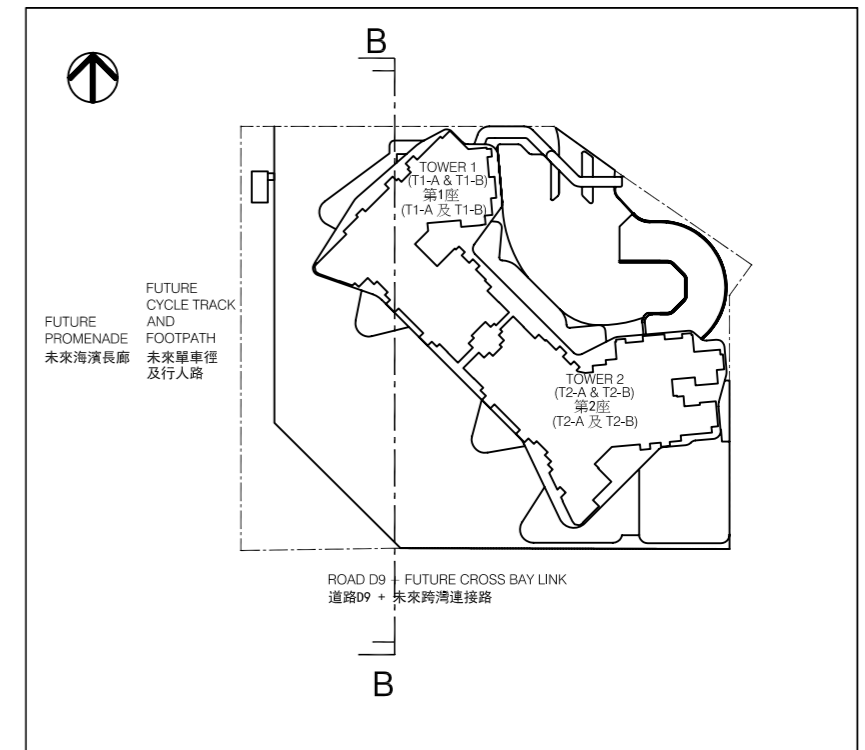 B
TOWER 1
(T1-A & T1-B)
第1座
(T1-A 及 T1-B)
FUTURE
CYCLE TRACK
AND
FOOTPATH
未來單車徑
及行人路
FUTURE
PROMENADE
未來海濱長廊
TOWER 2
(T2-A & T2-B)
第2座
(T2-A 及 T2-B)
ROAD D9 + FUTURE CROSS BAY LINK
道路D9 + 未來跨灣連接路
B